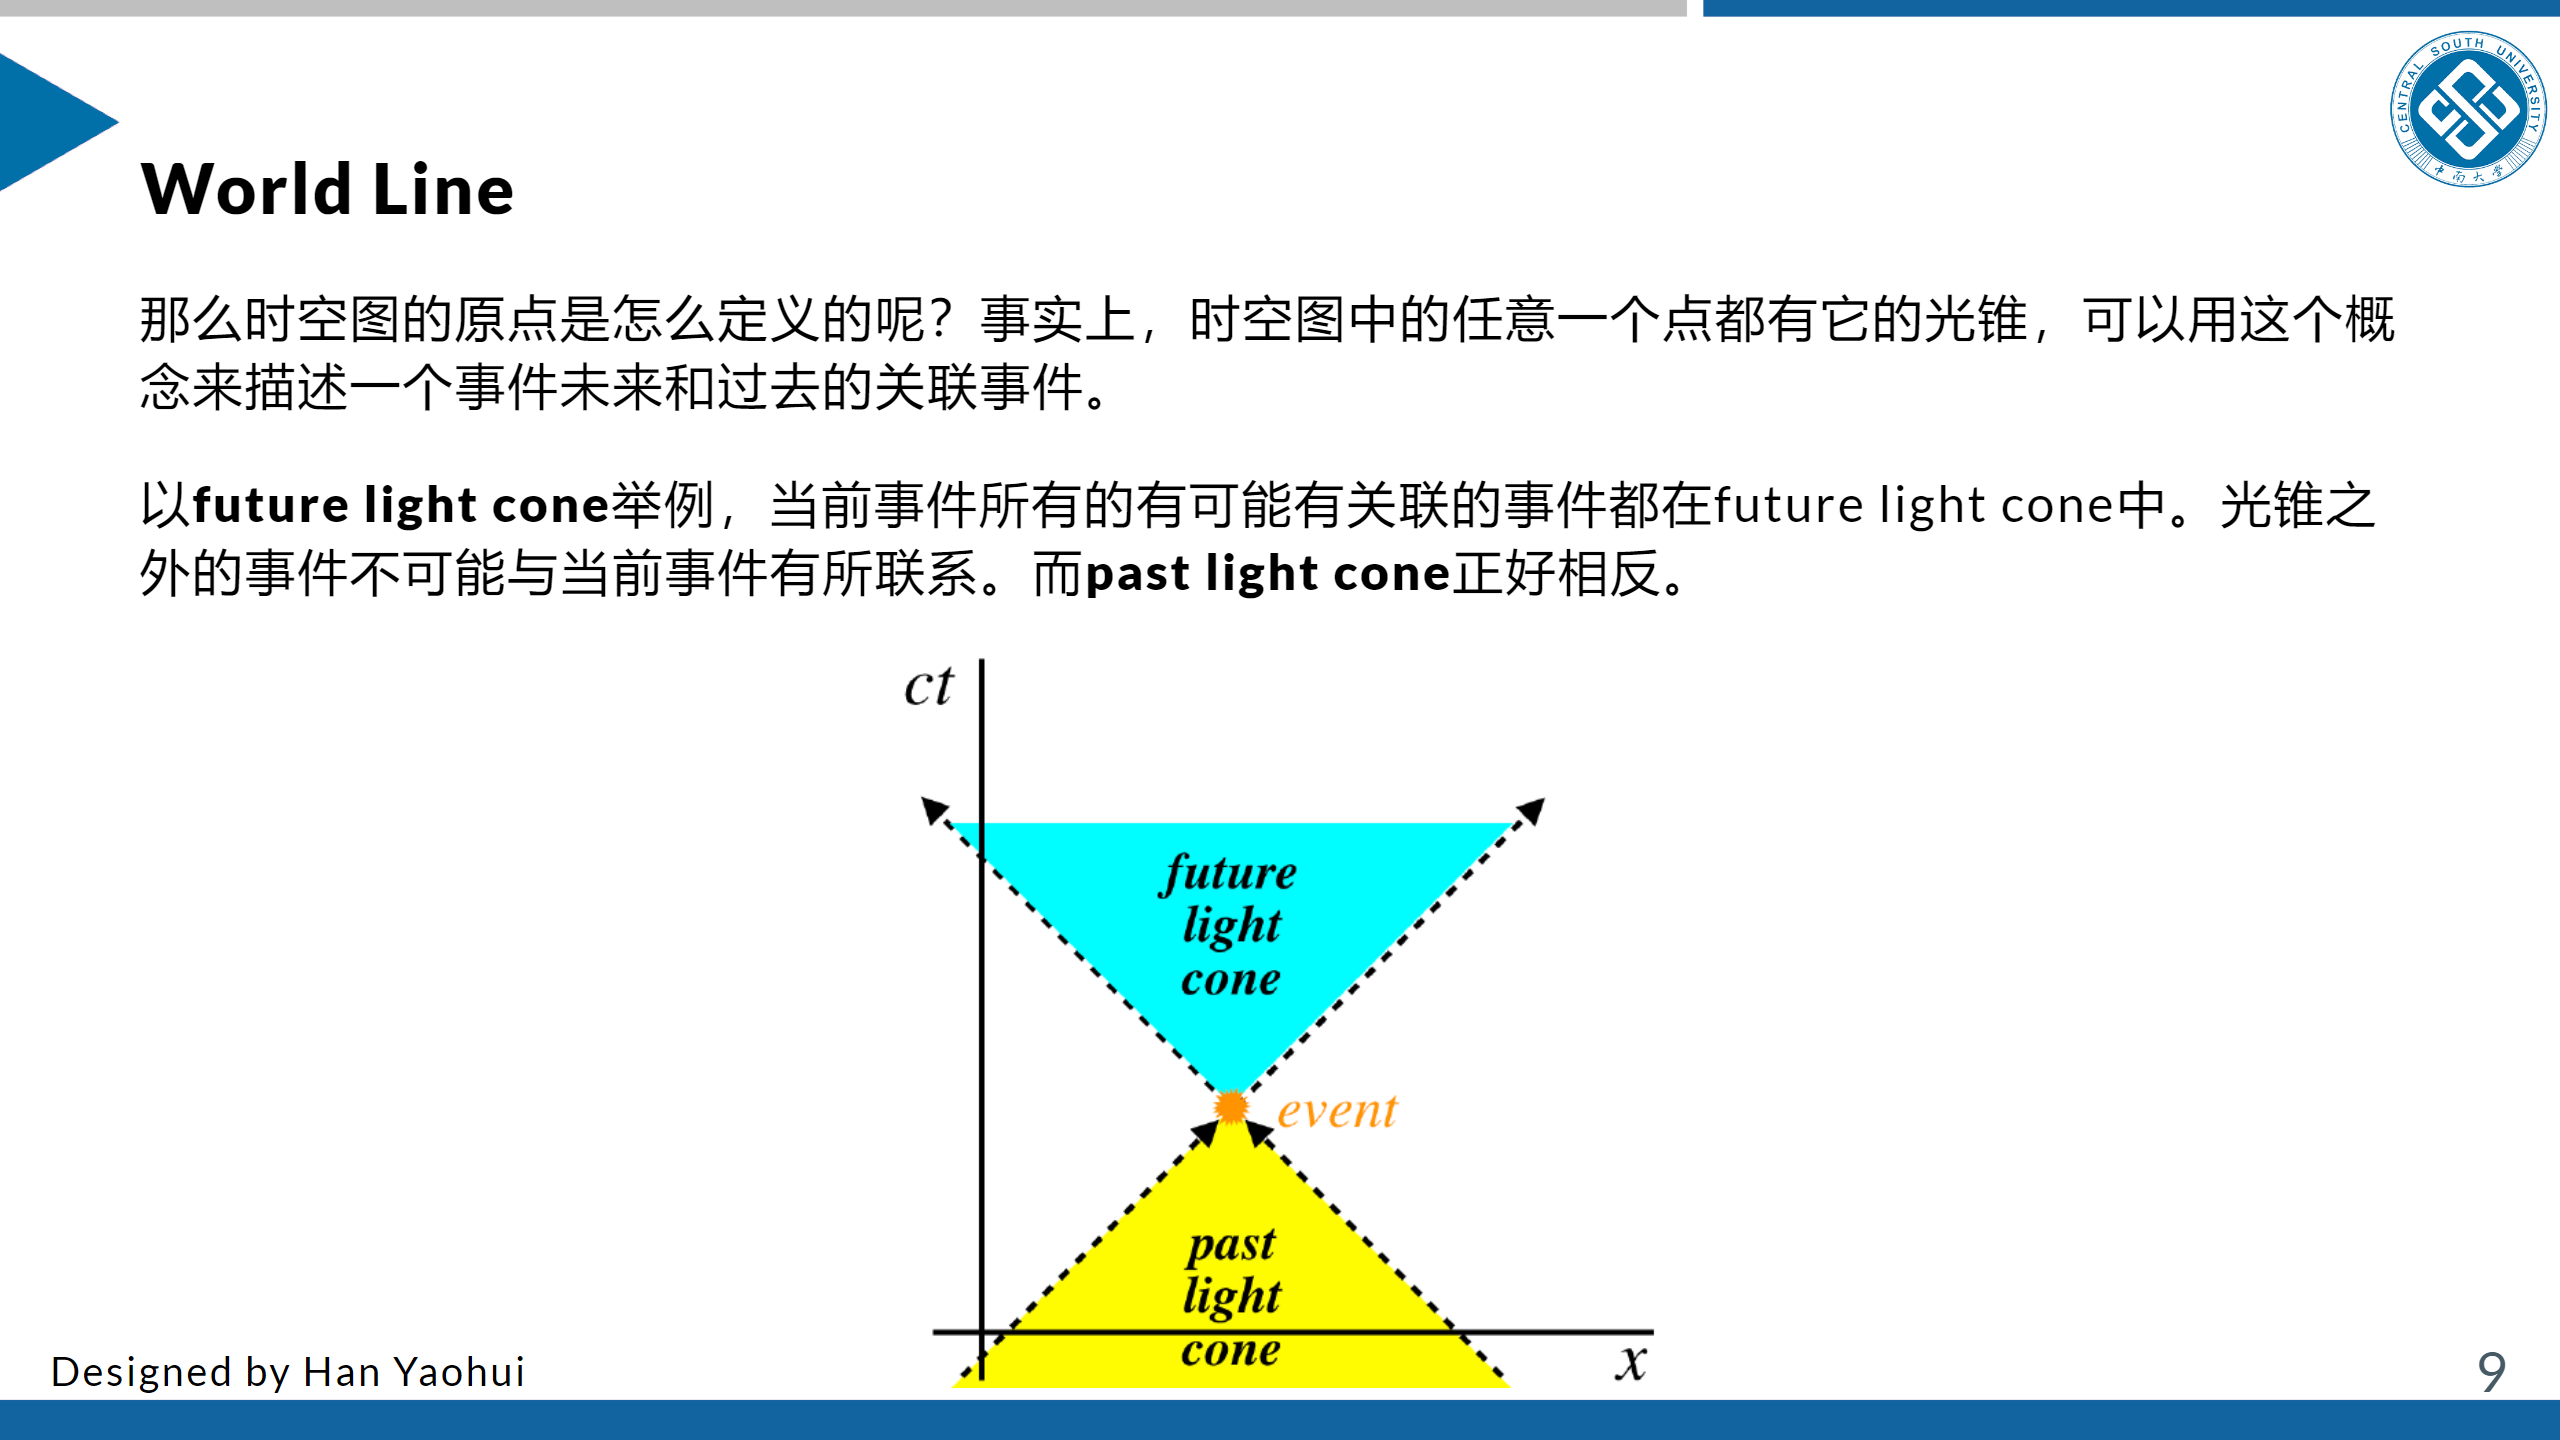 CENTRAL SOUTH UNIVERSITY
中南大学
World Line
那么时空图的原点是怎么定义的呢？事实上，时空图中的任意一个点都有它的光锥，可以用这个概
念来描述一个事件未来和过去的关联事件。
以future light cone举例，当前事件所有的有可能有关联的事件都在future light cone中。光锥之
外的事件不可能与当前事件有所联系。而past light cone正好相反。
ct
future
light
cone
event
past
light
cone
x
Designed by Han Yaohui
9